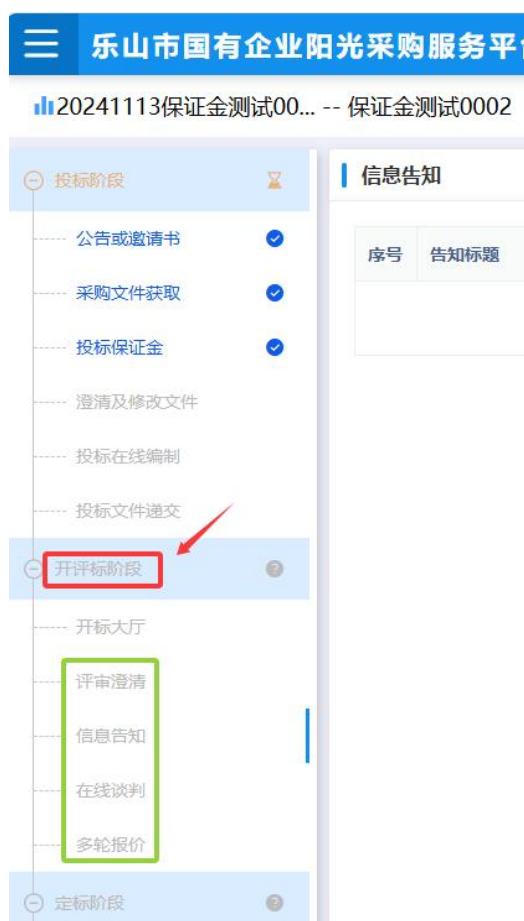 乐山市国有企业阳光采购服务平
20241113保证金测试00... -- 保证金测试0002
投标阶段
信息告知
公告或邀请书
序号 告知标题
采购文件获取
投标保证金
澄清及修改文件
投标在线编制
投标文件递交
开评标阶段
开标大厅
评审澄清
信息告知
在线谈判
多轮报价
定标阶段